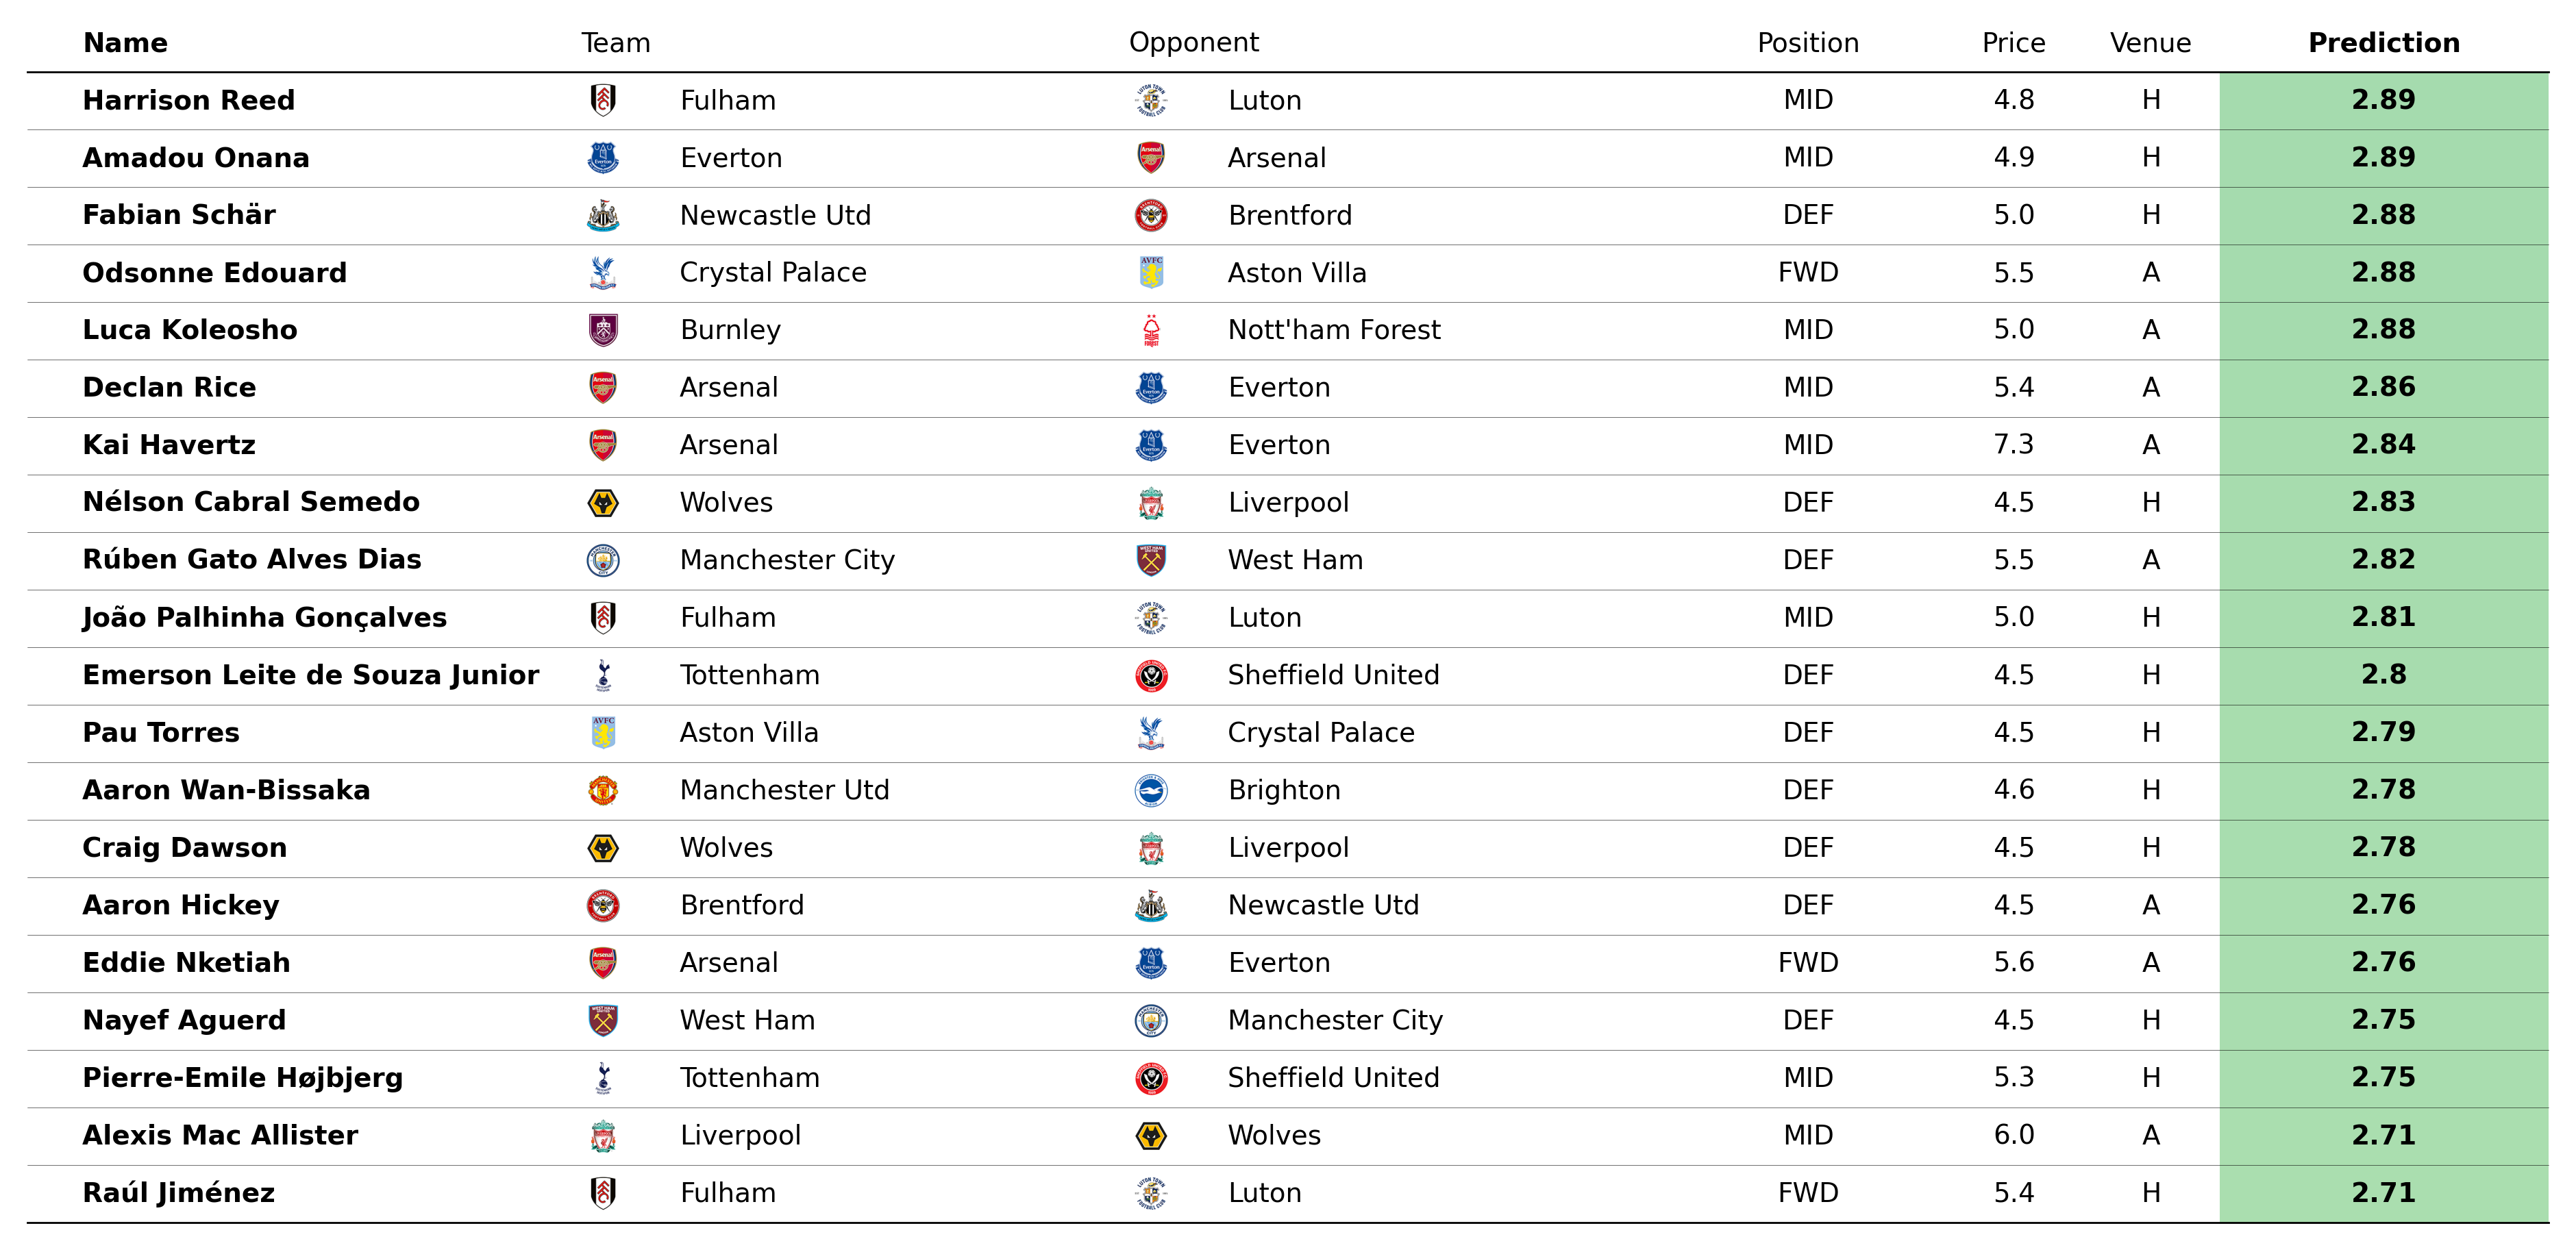 Name Team Opponent Position Price Venue Prediction
Harrison Reed Fulham Luton MID 4.8 H 2.89
Amadou Onana Everton Arsenal MID 4.9 H 2.89
Fabian Schär Newcastle Utd Brentford DEF 5.0 H 2.88
Odsonne Edouard Crystal Palace Aston Villa FWD 5.5 A 2.88
Luca Koleosho Burnley Nott'ham Forest MID 5.0 A 2.88
Declan Rice Arsenal Everton MID 5.4 A 2.86
Kai Havertz Arsenal Everton MID 7.3 A 2.84
Nélson Cabral Semedo Wolves Liverpool DEF 4.5 H 2.83
Rúben Gato Alves Dias Manchester City West Ham DEF 5.5 A 2.82
João Palhinha Gonçalves Fulham Luton MID 5.0 H 2.81
Emerson Leite de Souza Junior Tottenham Sheffield United DEF 4.5 H 2.8
Pau Torres Aston Villa Crystal Palace DEF 4.5 H 2.79
Aaron Wan-Bissaka Manchester Utd Brighton DEF 4.6 H 2.78
Craig Dawson Wolves Liverpool DEF 4.5 H 2.78
Aaron Hickey Brentford Newcastle Utd DEF 4.5 A 2.76
Eddie Nketiah Arsenal Everton FWD 5.6 A 2.76
Nayef Aguerd West Ham Manchester City DEF 4.5 H 2.75
Pierre-Emile Højbjerg Tottenham Sheffield United MID 5.3 H 2.75
Alexis Mac Allister Liverpool Wolves MID 6.0 A 2.71
Raúl Jiménez Fulham Luton FWD 5.4 H 2.71